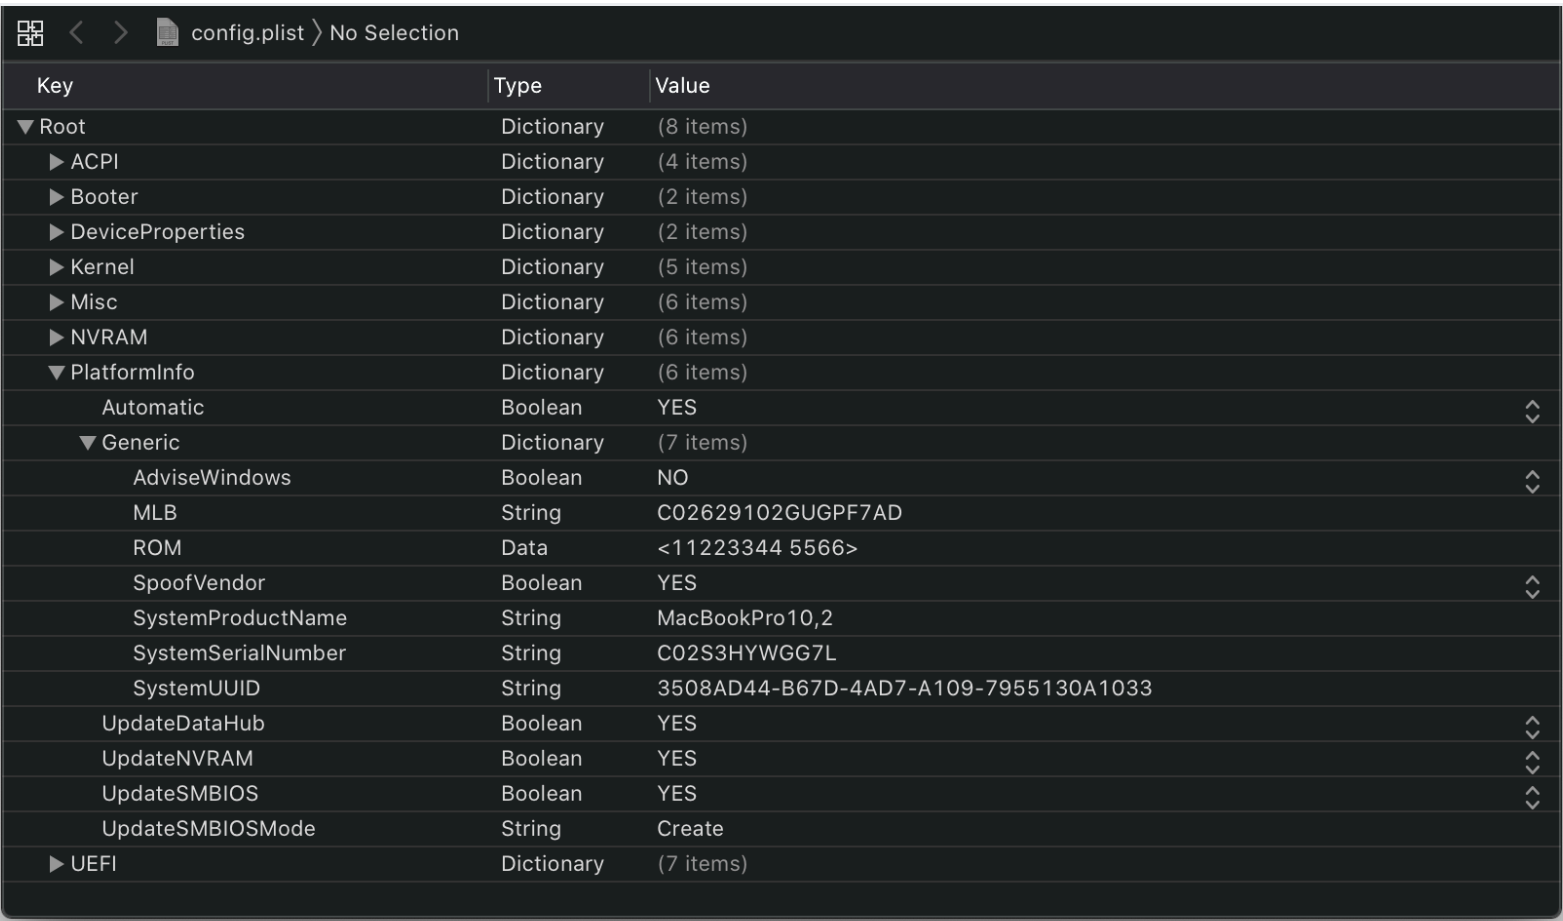 config.plist 〉 No Selection
Key Type Value
Root Dictionary (8 items)
ACPI Dictionary (4 items)
Booter Dictionary (2 items)
DeviceProperties Dictionary (2 items)
Kernel Dictionary (5 items)
Misc Dictionary (6 items)
NVRAM Dictionary (6 items)
PlatformInfo Dictionary (6 items)
Automatic Boolean YES
Generic Dictionary (7 items)
AdviseWindows Boolean NO
MLB String C02629102GUGPF7AD
ROM Data <11223344 5566>
SpoofVendor Boolean YES
SystemProductName String MacBookPro10,2
SystemSerialNumber String C02S3HYWGG7L
SystemUUID String 3508AD44-B67D-4AD7-A109-7955130A1033
UpdateDataHub Boolean YES
UpdateNVRAM Boolean YES
UpdateSMBIOS Boolean YES
UpdateSMBIOSMode String Create
UEFI Dictionary (7 items)